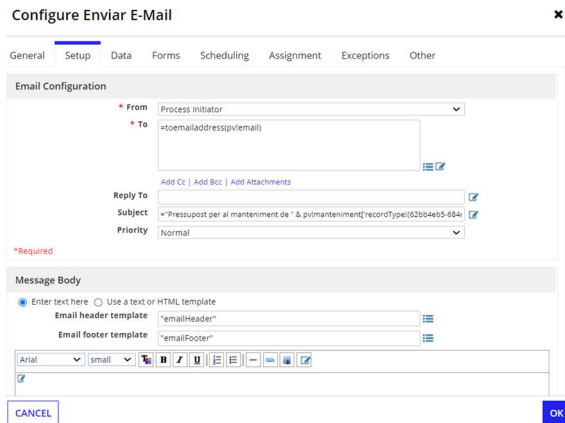 Configure Enviar E-Mail
General Setup Data Forms Scheduling Assignment Exceptions Other
Email Configuration
* From Process Initiator
* To =toemailaddress(pv!email)
Add Cc | Add Bcc | Add Attachments
Reply To
Subject ="Pressupost per al manteniment de " & pv!manteniment['recordType!{62bb4eb5-684
Priority Normal
*Required
Message Body
Enter text here Use a text or HTML template
Email header template "emailHeader"
Email footer template "emailFooter"
Arial small B I U
CANCEL OK